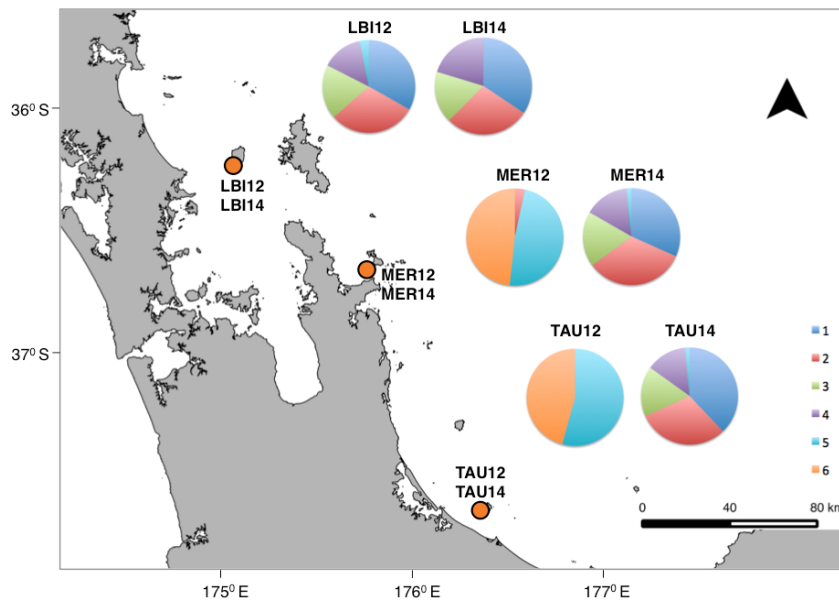 LBI12
LBI14
36⁰ S
LBI12
LBI14
MER12
MER14
MER12
MER14
TAU12
TAU14
1
2
37⁰ S
3
4
5
6
TAU12
TAU14
0
40
80 km
175⁰ E
176⁰ E
177⁰ E